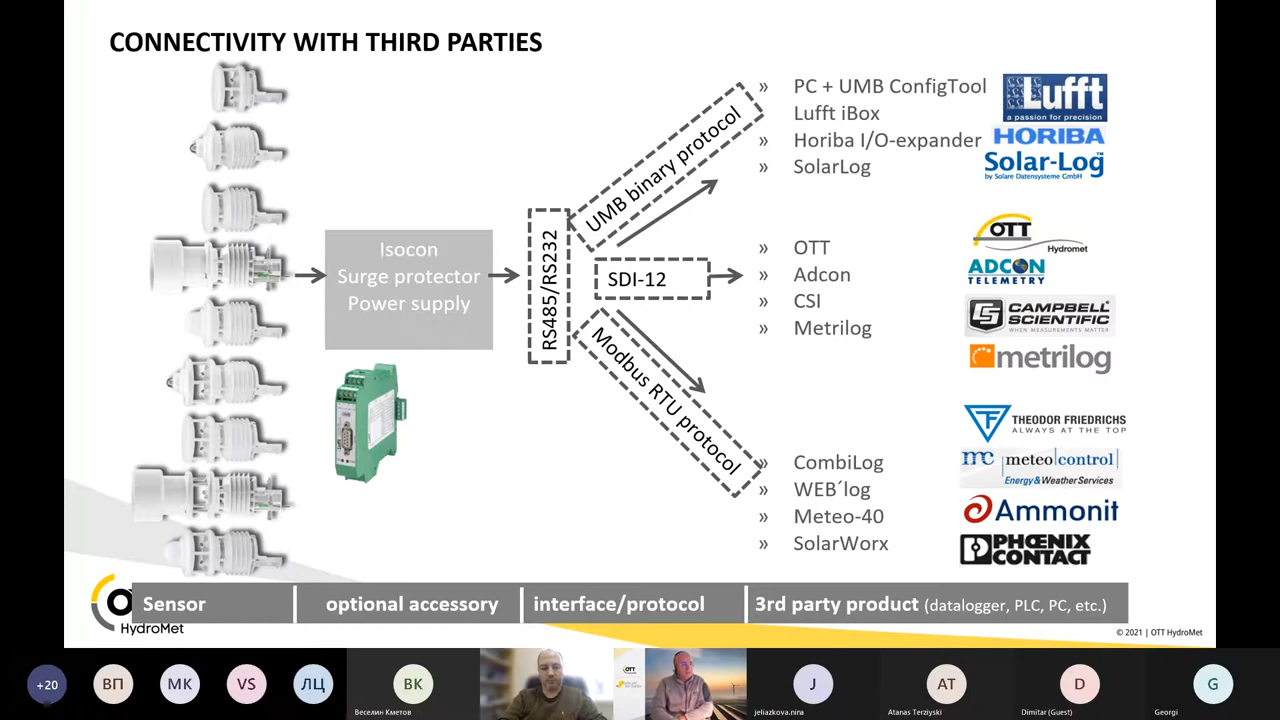 CONNECTIVITY WITH THIRD PARTIES
Isocon
Surge protector
Power supply
RS485/RS232
UMB binary protocol
SDI-12
Modbus RTU protocol
» PC + UMB ConfigTool
Lufft iBox
» Horiba I/O-expander
» SolarLog
Lufft
a passion for precision
HORIBA
Solar-Log™
by Solare Datensysteme GmbH
» OTT
» Adcon
» CSI
» Metrilog
OTT
Hydromet
ADCON
TELEMETRY
CAMPBELL
SCIENTIFIC
WHEN MEASUREMENTS MATTER
metrilog
» CombiLog
» WEB´log
» Meteo-40
» SolarWorx
THEODOR FRIEDRICHS
ALWAYS AT THE TOP
mc meteo control
Energy & Weather Services
Ammonit
PHŒNIX
CONTACT
Sensor
optional accessory
interface/protocol
3rd party product (datalogger, PLC, PC, etc.)
HydroMet
© 2021 | OTT HydroMet
+20
ВП
МК
VS
ЛЦ
ВК
Веселин Кметов
J
jeliazkova.nina
AT
Atanas Terziyski
D
Dimitar (Guest)
G
Georgi